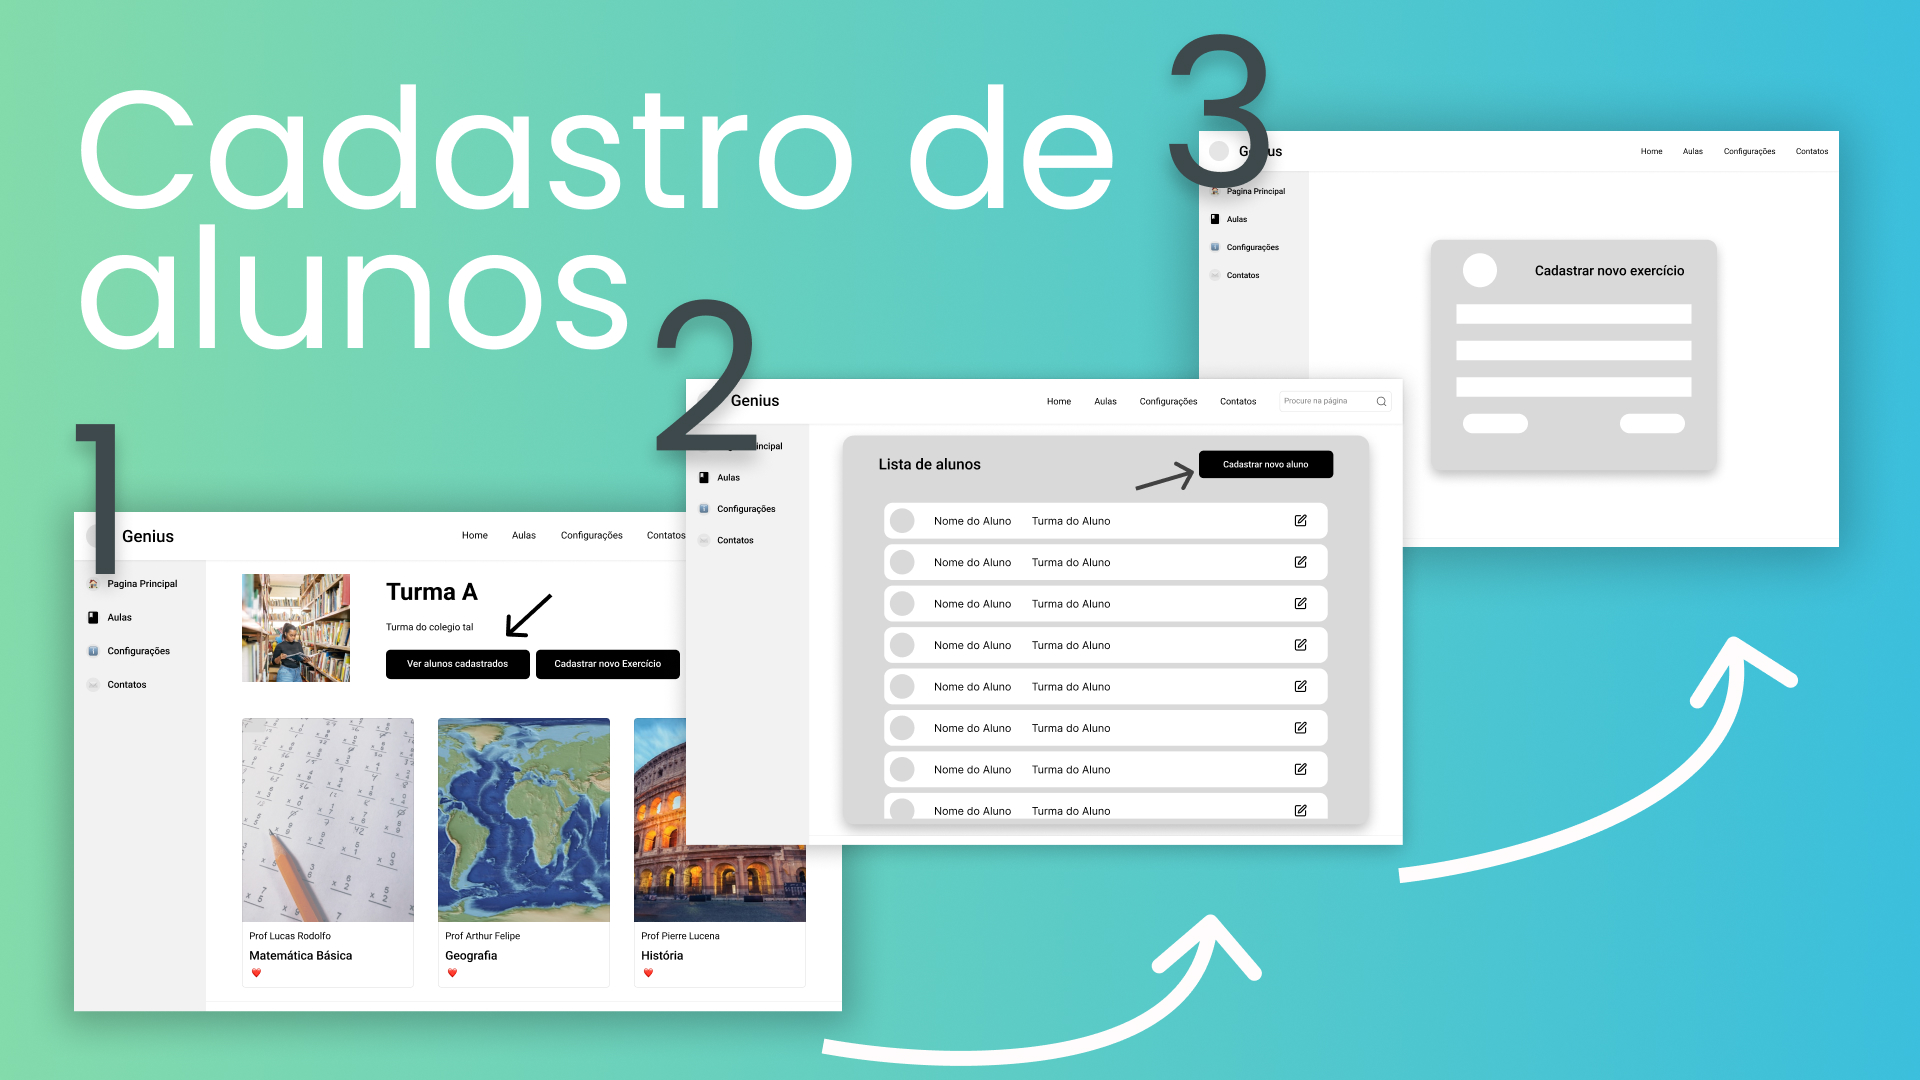 Cadastro de
alunos
1
Genius
Home Aulas Configurações Contatos
Pagina Principal
Aulas
Configurações
Contatos
Turma A
Turma do colegio tal
Ver alunos cadastrados Cadastrar novo Exercício
Prof Lucas Rodolfo
Matemática Básica
Prof Arthur Felipe
Geografia
Prof Pierre Lucena
História
2
Genius
Home Aulas Configurações Contatos Procure na página
incipal
Aulas
Configurações
Contatos
Lista de alunos
Cadastrar novo aluno
Nome do Aluno Turma do Aluno
Nome do Aluno Turma do Aluno
Nome do Aluno Turma do Aluno
Nome do Aluno Turma do Aluno
Nome do Aluno Turma do Aluno
Nome do Aluno Turma do Aluno
Nome do Aluno Turma do Aluno
Nome do Aluno Turma do Aluno
3
Genius
Home Aulas Configurações Contatos
Pagina Principal
Aulas
Configurações
Contatos
Cadastrar novo exercício